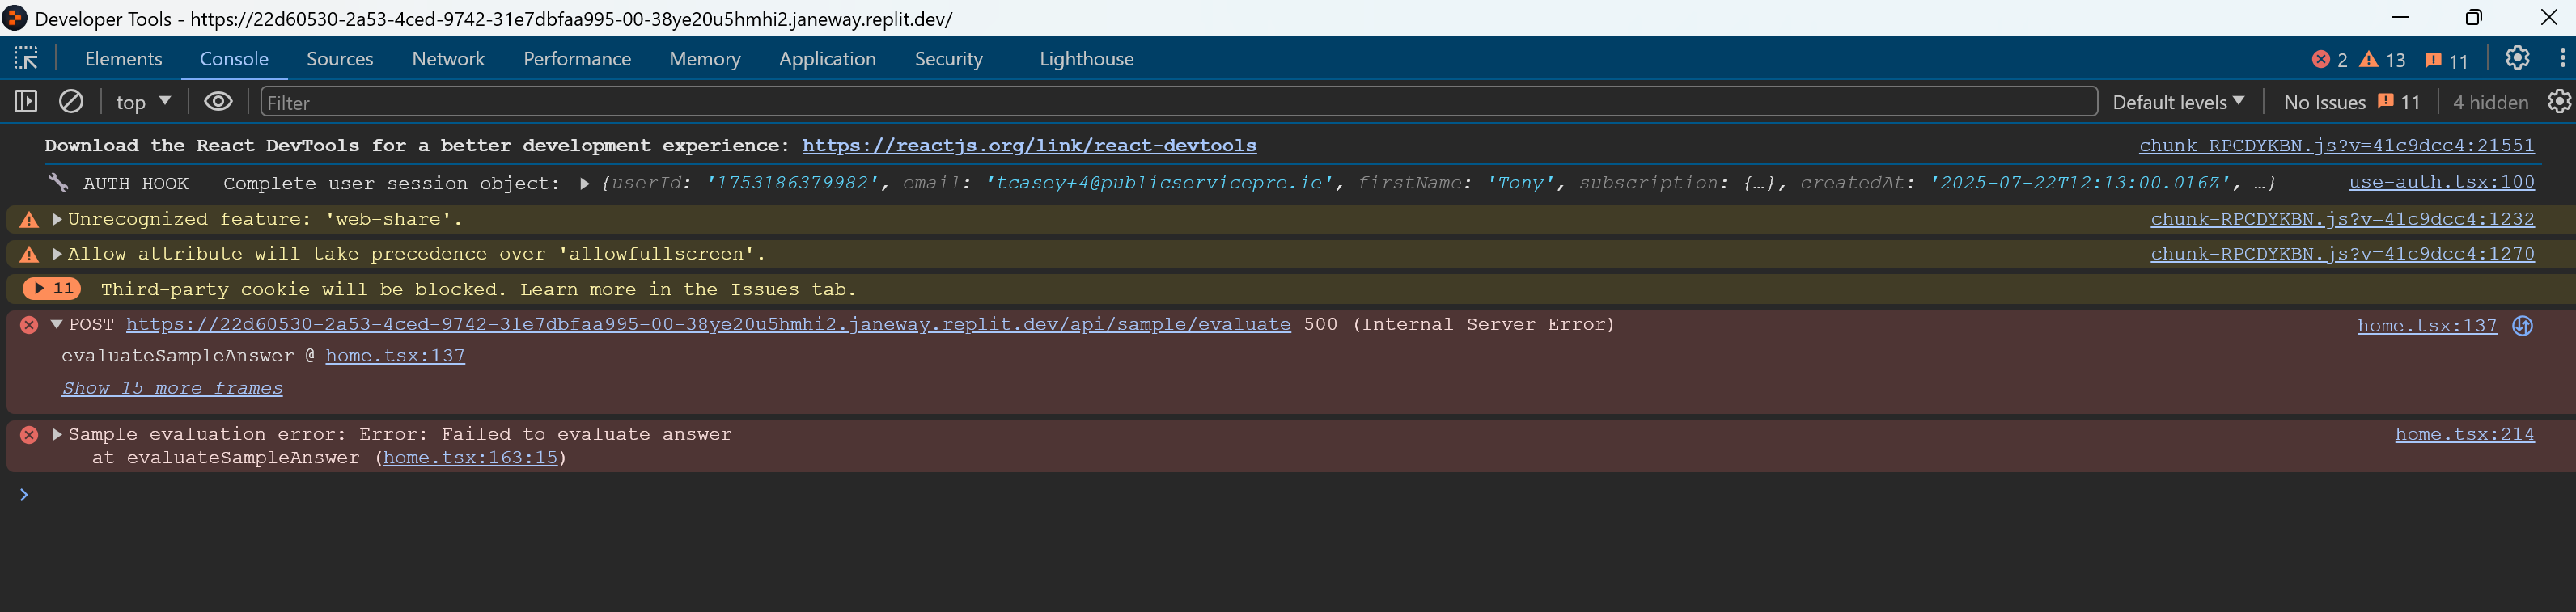 Developer Tools - https://22d60530-2a53-4ced-9742-31e7dbfaa995-00-38ye20u5hmhi2.janeway.replit.dev/
Elements Console Sources Network Performance Memory Application Security Lighthouse 2 13 11
top Filter Default levels No Issues 11 4 hidden
Download the React DevTools for a better development experience: https://reactjs.org/link/react-devtools chunk-RPCDYKBN.js?v=41c9dcc4:21551
AUTH HOOK - Complete user session object: {userId: '1753186379982', email: 'tcasey+4@publicservicepre.ie', firstName: 'Tony', subscription: {…}, createdAt: '2025-07-22T12:13:00.016Z', …} use-auth.tsx:100
Unrecognized feature: 'web-share'. chunk-RPCDYKBN.js?v=41c9dcc4:1232
Allow attribute will take precedence over 'allowfullscreen'. chunk-RPCDYKBN.js?v=41c9dcc4:1270
11 Third-party cookie will be blocked. Learn more in the Issues tab.
POST https://22d60530-2a53-4ced-9742-31e7dbfaa995-00-38ye20u5hmhi2.janeway.replit.dev/api/sample/evaluate 500 (Internal Server Error) home.tsx:137
evaluateSampleAnswer @ home.tsx:137
Show 15 more frames
Sample evaluation error: Error: Failed to evaluate answer home.tsx:214
at evaluateSampleAnswer (home.tsx:163:15)